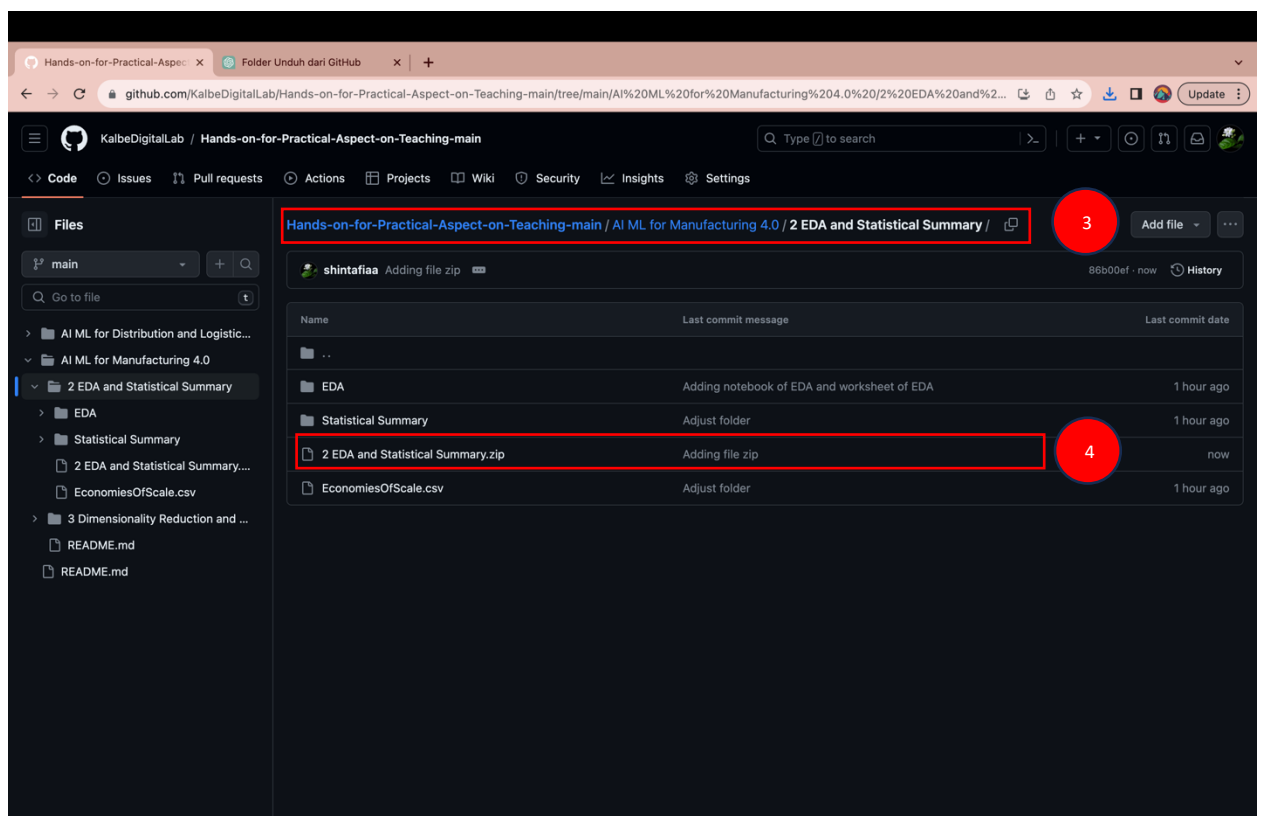 Hands-on-for-Practical-Aspec
Folder Unduh dari GitHub
github.com/KalbeDigitalLab/Hands-on-for-Practical-Aspect-on-Teaching-main/tree/main/AI%20ML%20for%20Manufacturing%204.0%20/2%20EDA%20and%2...
Update
KalbeDigitalLab / Hands-on-for-Practical-Aspect-on-Teaching-main
Type / to search
Code Issues Pull requests Actions Projects Wiki Security Insights Settings
Files
main
Go to file t
AI ML for Distribution and Logistic...
AI ML for Manufacturing 4.0
2 EDA and Statistical Summary
EDA
Statistical Summary
2 EDA and Statistical Summary....
EconomiesOfScale.csv
3 Dimensionality Reduction and ...
README.md
README.md
Hands-on-for-Practical-Aspect-on-Teaching-main / AI ML for Manufacturing 4.0 / 2 EDA and Statistical Summary /
3
Add file
shintafiaa Adding file zip
86b00ef · now History
Name Last commit message Last commit date
..
EDA Adding notebook of EDA and worksheet of EDA 1 hour ago
Statistical Summary Adjust folder 1 hour ago
2 EDA and Statistical Summary.zip Adding file zip now
4
EconomiesOfScale.csv Adjust folder 1 hour ago